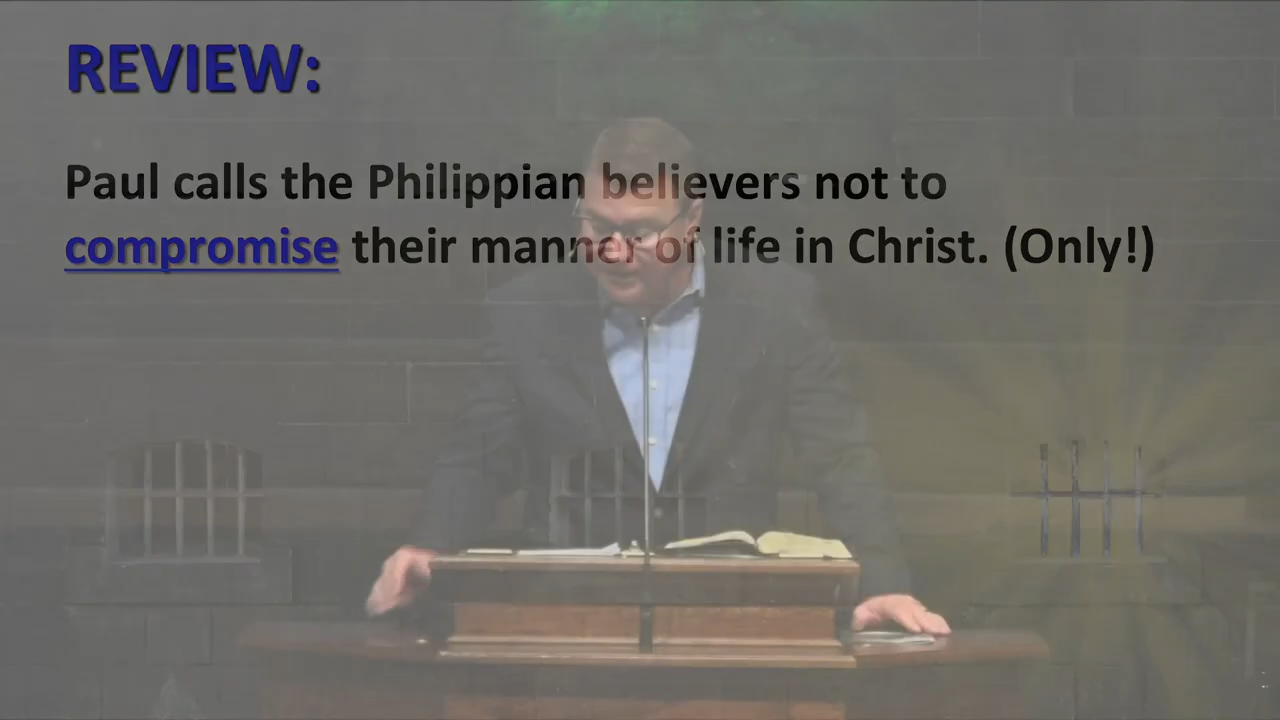 REVIEW:
Paul calls the Philippian believers not to
compromise their manner of life in Christ. (Only!)